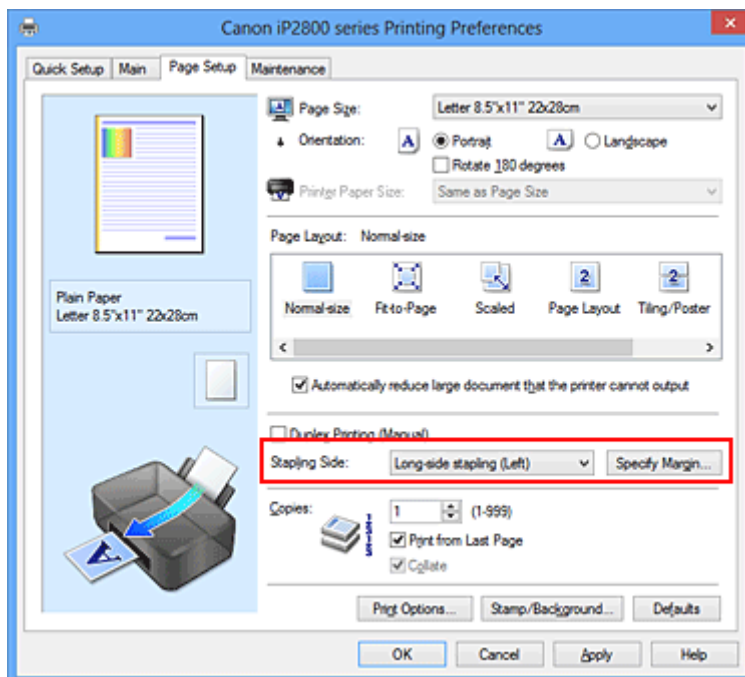 Canon iP2800 series Printing Preferences
Quick Setup Main Page Setup Maintenance
Page Size: Letter 8.5"x11" 22x28cm
Orientation: A Portrait A Landscape
Rotate 180 degrees
Printer Paper Size: Same as Page Size
Page Layout: Normal-size
2 2
Normal-size Fit-to-Page Scaled Page Layout Tiling/Poster
Plain Paper
Letter 8.5"x11" 22x28cm
Automatically reduce large document that the printer cannot output
Duplex Printing (Manual)
Stapling Side: Long-side stapling (Left) Specify Margin...
Copies: 1 (1-999)
Print from Last Page
Collate
A
Print Options... Stamp/Background... Defaults
OK Cancel Apply Help